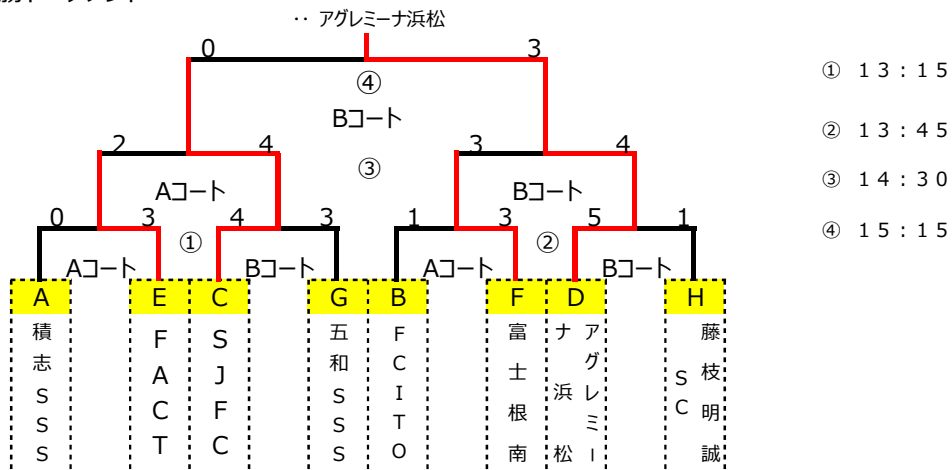 ‥ アグレミーナ浜松
0 3
④
Bコート
① 13:15
② 13:45
③ 14:30
④ 15:15
2 4 3 4
③
Aコート Bコート
0 3 4 3 1 3 5 1
① ②
Aコート Bコート Aコート Bコート
A E C G B F D H
積志SSS
FACT
SJFC
五和SSS
FCITO
富士根南
アグレミーナ浜松
藤枝明誠SC